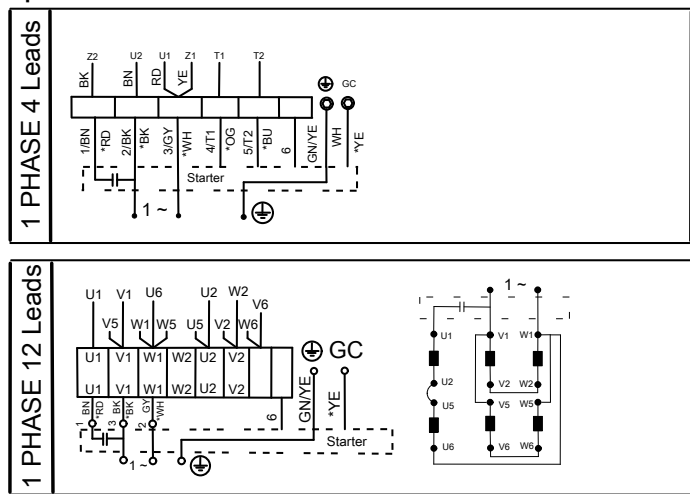 1 PHASE 4 Leads
Z2 U2 U1 Z1 T1 T2
BK BN RD YE
GC
1/BN *RD 2/BK *BK 3/GY *WH 4/T1 *OG 5/T2 *BU 6 GN/YE WH *YE
Starter
1 ~
1 PHASE 12 Leads
U1 V1 U6 U2 W2
V5 W1 W5 U5 V2 W6 V6
U1 V1 W1 W2 U2 V2
GC
U1 V1 W1 W2 U2 V2
1 BN *RD 3 BK *BK 2 GY *WH 6 GN/YE *YE
Starter
1 ~
1 ~
U1 V1 W1
U2 V2 W2
U5 V5 W5
U6 V6 W6